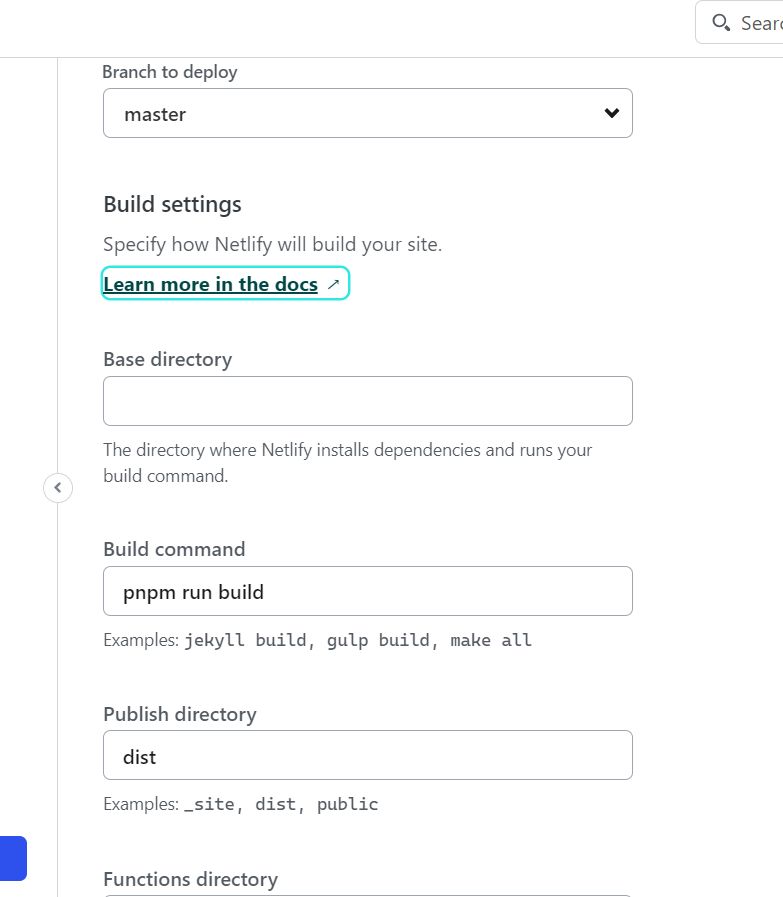 Branch to deploy
master
Build settings
Specify how Netlify will build your site.
Learn more in the docs ↗
Base directory
The directory where Netlify installs dependencies and runs your
build command.
Build command
pnpm run build
Examples: jekyll build, gulp build, make all
Publish directory
dist
Examples: _site, dist, public
Functions directory